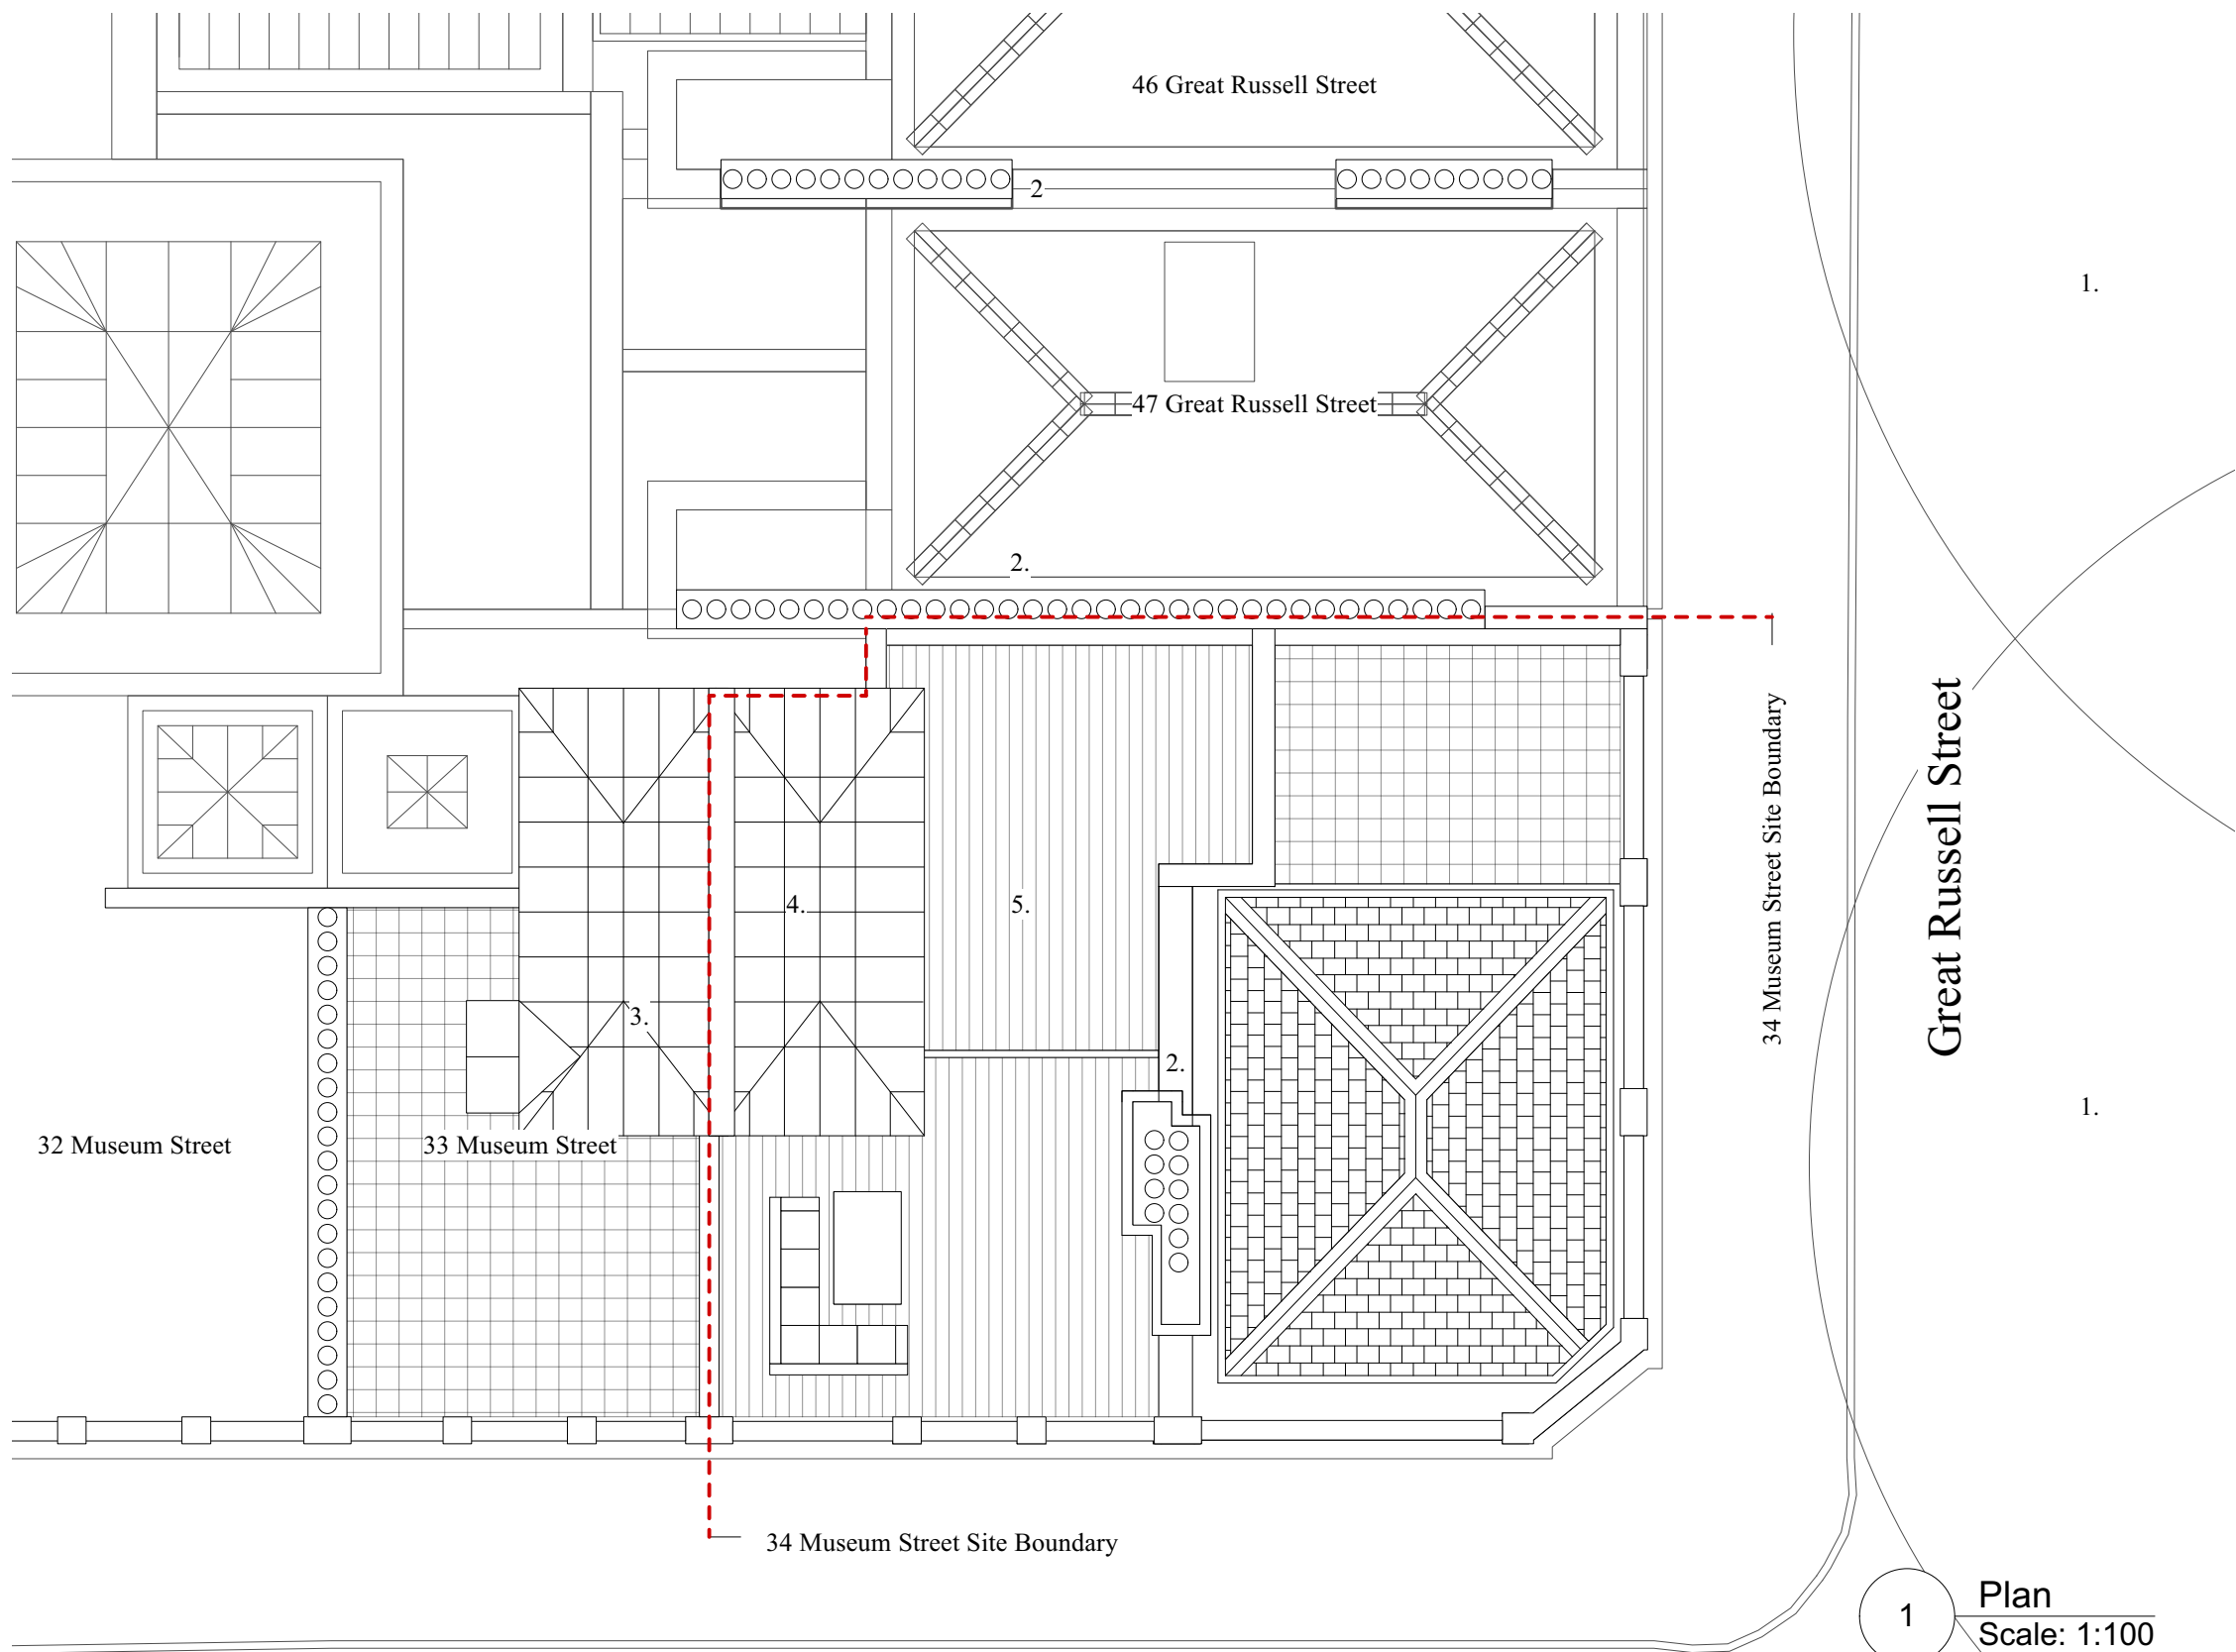 46 Great Russell Street
2
1.
47 Great Russell Street
2.
34 Museum Street Site Boundary
Great Russell Street
4.
5.
3.
2.
1.
32 Museum Street
33 Museum Street
34 Museum Street Site Boundary
1
Plan
Scale: 1:100